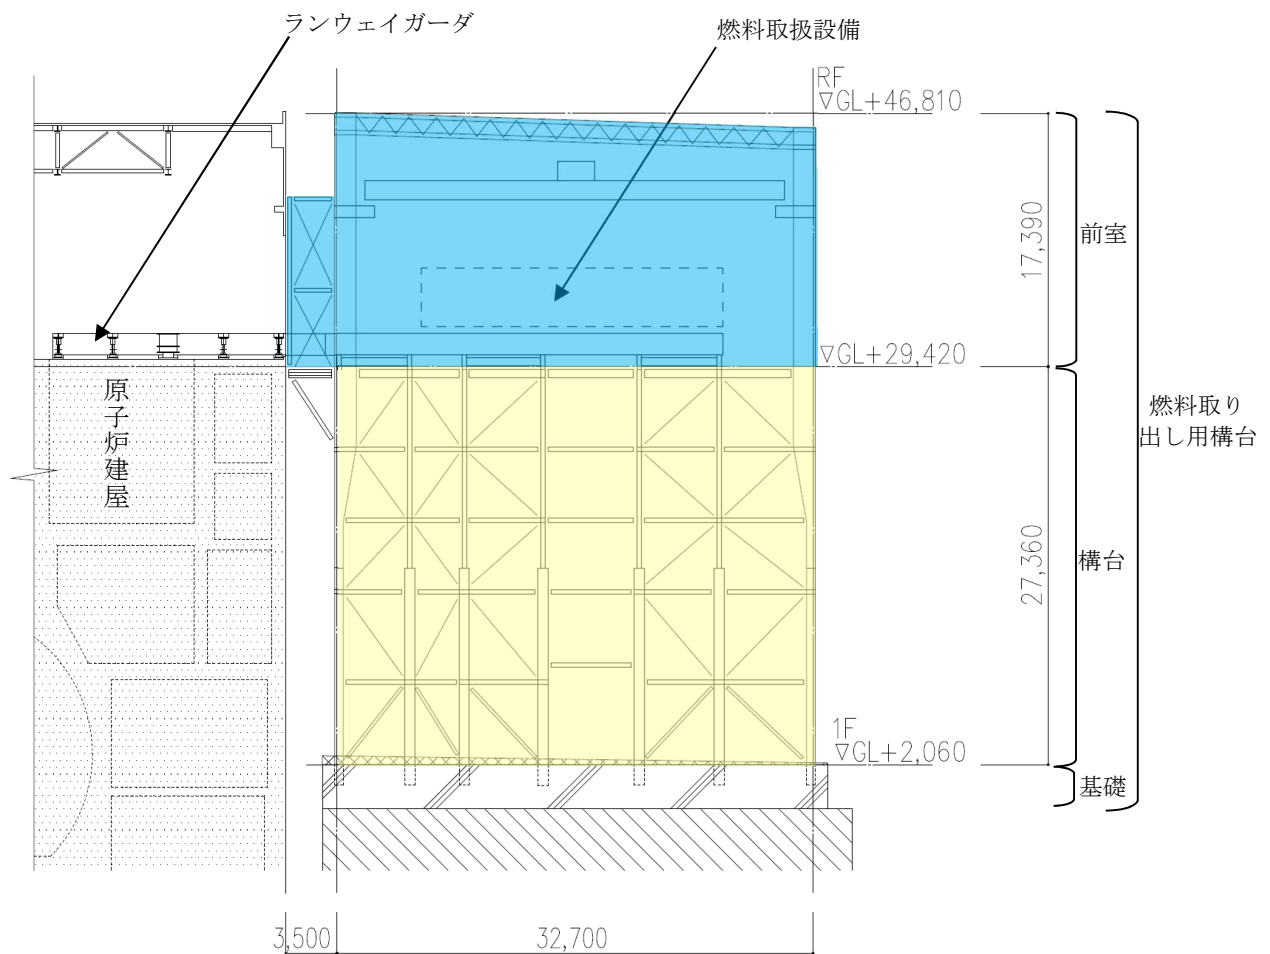 ランウェイガーダ
燃料取扱設備
RF
▽GL+46,810
17,390
前室
▽GL+29,420
原子炉建屋
燃料取り
出し用構台
27,360
構台
1F
▽GL+2,060
基礎
3,500
32,700